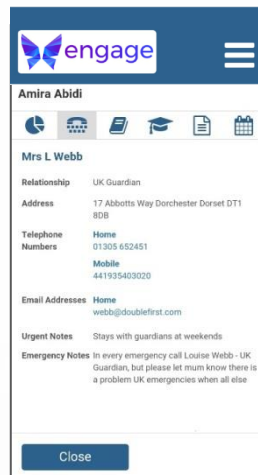 engage
Amira Abidi
Mrs L Webb
Relationship UK Guardian
Address 17 Abbotts Way Dorchester Dorset DT1
8DB
Telephone Home
Numbers 01305 652451
Mobile
441935403020
Email Addresses Home
webb@doublefirst.com
Urgent Notes Stays with guardians at weekends
Emergency Notes In every emergency call Louise Webb - UK
Guardian, but please let mum know there is
a problem UK emergencies when all else
Close